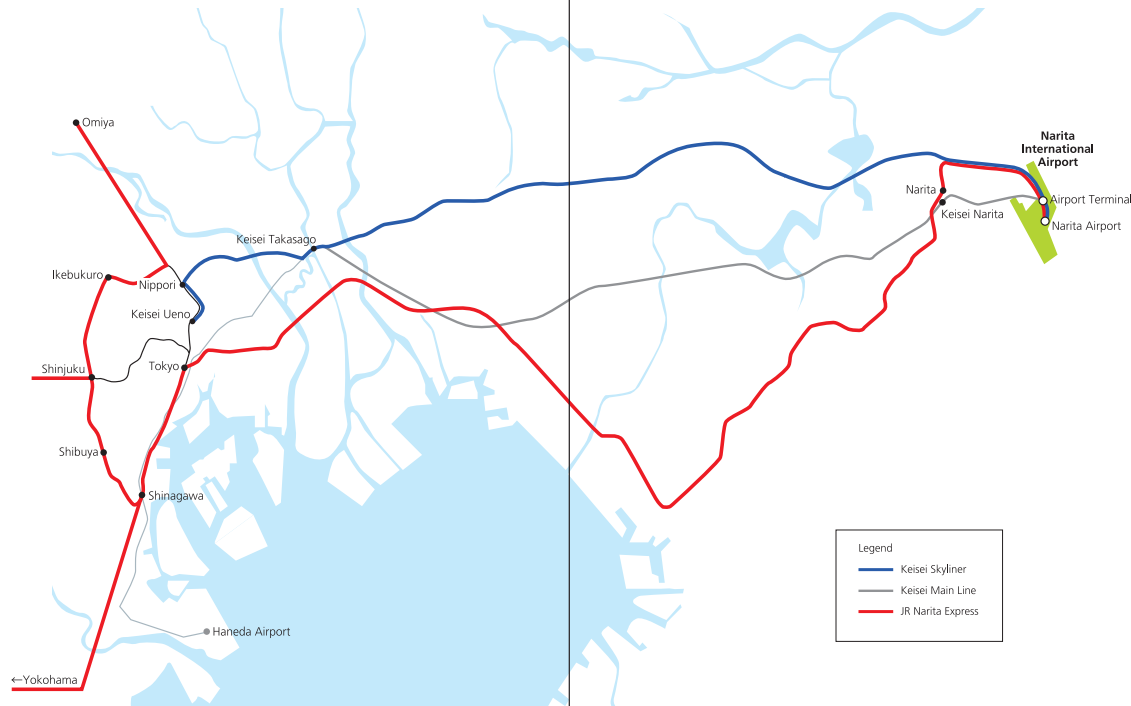 Omiya
Narita
International
Airport
Narita
Airport Terminal
Keisei Narita
Narita Airport
Keisei Takasago
Ikebukuro
Nippori
Keisei Ueno
Shinjuku
Tokyo
Shibuya
Shinagawa
Haneda Airport
←Yokohama
Legend
Keisei Skyliner
Keisei Main Line
JR Narita Express